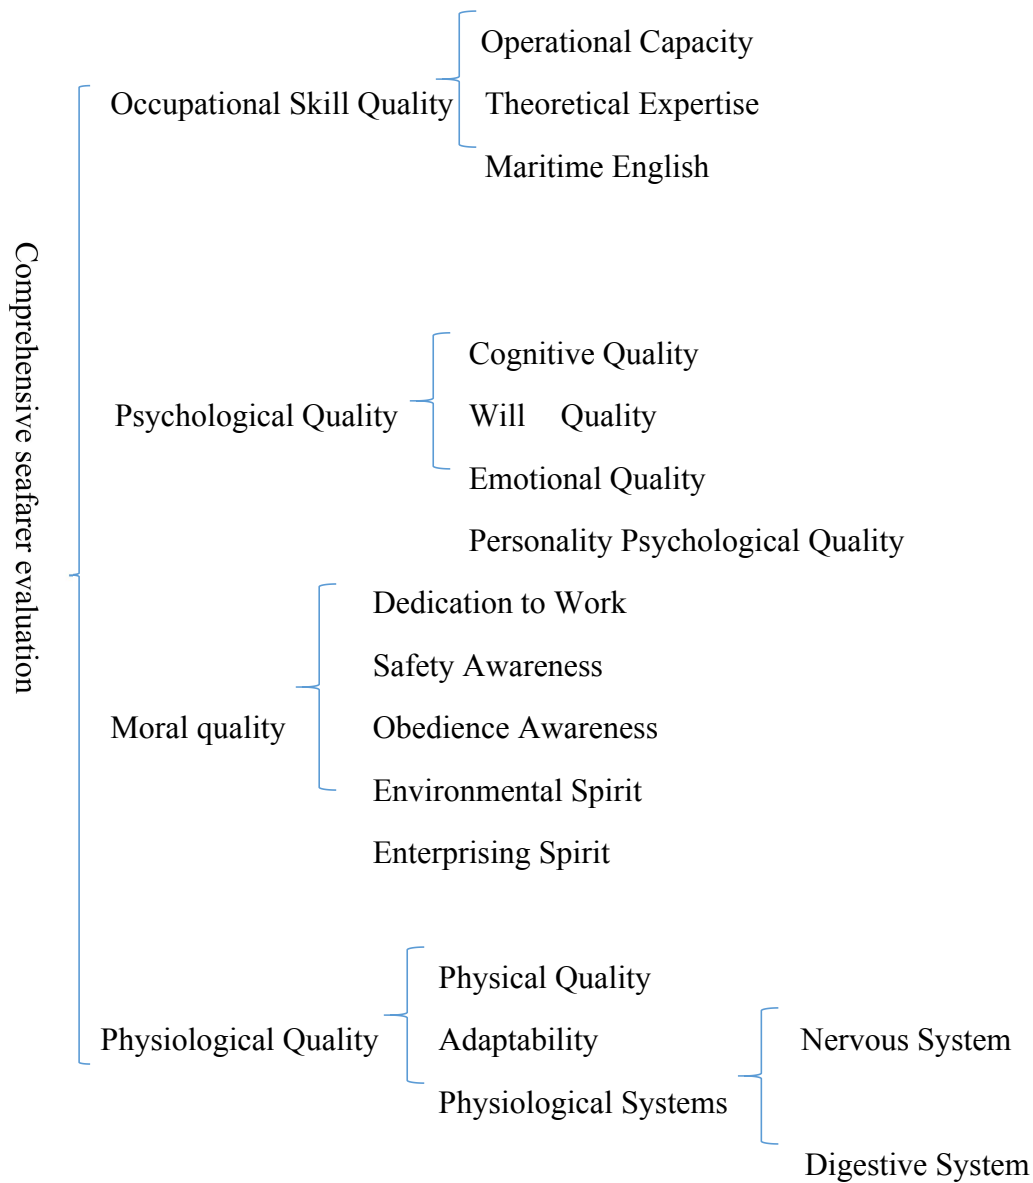 Comprehensive seafarer evaluation
Occupational Skill Quality
Operational Capacity
Theoretical Expertise
Maritime English
Psychological Quality
Cognitive Quality
Will Quality
Emotional Quality
Personality Psychological Quality
Moral quality
Dedication to Work
Safety Awareness
Obedience Awareness
Environmental Spirit
Enterprising Spirit
Physiological Quality
Physical Quality
Adaptability
Physiological Systems
Nervous System
Digestive System